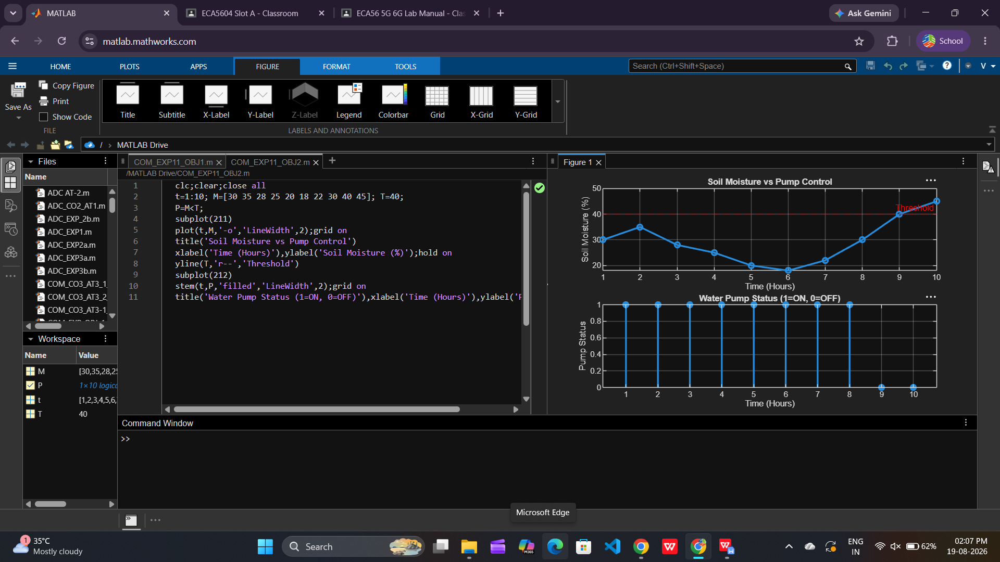 MATLAB
ECA5604 Slot A - Classroom
ECA56 5G 6G Lab Manual - Clas
Ask Gemini
matlab.mathworks.com
School
HOME
PLOTS
APPS
FIGURE
FORMAT
TOOLS
Search (Ctrl+Shift+Space)
V
Save As
Copy Figure
Print
Show Code
FILE
Title
Subtitle
X-Label
Y-Label
Z-Label
Legend
Colorbar
Grid
X-Grid
Y-Grid
LABELS AND ANNOTATIONS
/ › MATLAB Drive
Files
Name
ADC AT-2.m
ADC_CO2_AT1.m
ADC_EXP_2b.m
ADC_EXP1.m
ADC_EXP2a.m
ADC_EXP3a.m
ADC_EXP3b.m
COM_CO3_AT3_1
COM_CO3_AT3_2
COM_CO3_AT3-1
Workspace
Name Value
M [30,35,28,25
P 1×10 logica
t [1,2,3,4,5,6,7
T 40
COM_EXP11_OBJ1.m
COM_EXP11_OBJ2.m
/MATLAB Drive/COM_EXP11_OBJ2.m
1 clc;clear;close all
2 t=1:10; M=[30 35 28 25 20 18 22 30 40 45]; T=40;
3 P=M<T;
4 subplot(211)
5 plot(t,M,'-o','LineWidth',2);grid on
6 title('Soil Moisture vs Pump Control')
7 xlabel('Time (Hours)'),ylabel('Soil Moisture (%)');hold on
8 yline(T,'r--','Threshold')
9 subplot(212)
10 stem(t,P,'filled','LineWidth',2);grid on
11 title('Water Pump Status (1=ON, 0=OFF)'),xlabel('Time (Hours)'),ylabel('P
Figure 1
Soil Moisture vs Pump Control
50
40
30
20
Soil Moisture (%)
Threshold
1 2 3 4 5 6 7 8 9 10
Time (Hours)
Water Pump Status (1=ON, 0=OFF)
1
0.8
0.6
0.4
0.2
0
Pump Status
1 2 3 4 5 6 7 8 9 10
Time (Hours)
Command Window
>>
Microsoft Edge
1
35°C
Mostly cloudy
Search
M365
ENG
IN
62%
02:07 PM
19-08-2026